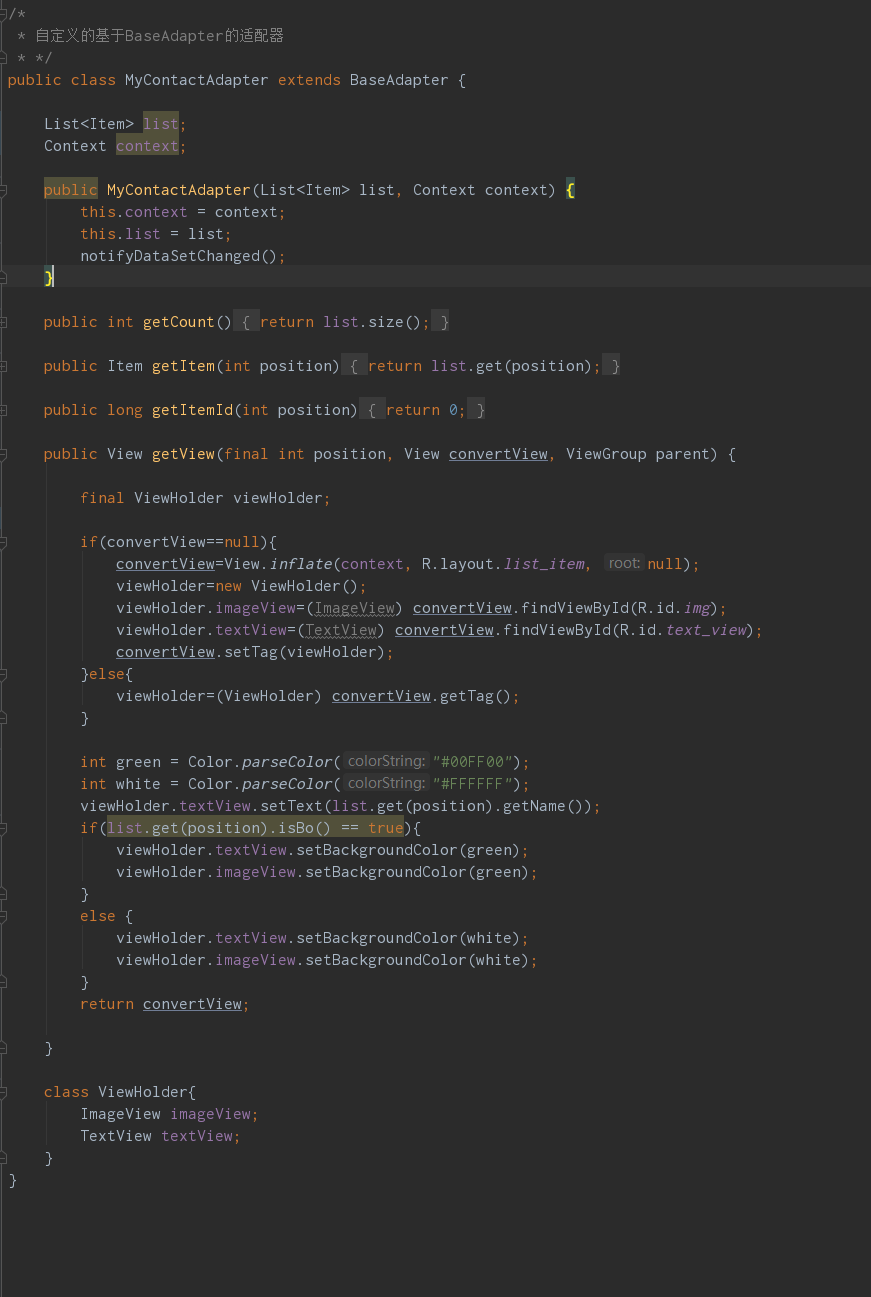 /*
 * 自定义的基于BaseAdapter的适配器
 * */
public class MyContactAdapter extends BaseAdapter {
    List<Item> list;
    Context context;
    public MyContactAdapter(List<Item> list, Context context) {
        this.context = context;
        this.list = list;
        notifyDataSetChanged();
    }
    public int getCount() { return list.size(); }
    public Item getItem(int position) { return list.get(position); }
    public long getItemId(int position) { return 0; }
    public View getView(final int position, View convertView, ViewGroup parent) {
        final ViewHolder viewHolder;
        if(convertView==null){
            convertView=View.inflate(context, R.layout.list_item, root: null);
            viewHolder=new ViewHolder();
            viewHolder.imageView=(ImageView) convertView.findViewById(R.id.img);
            viewHolder.textView=(TextView) convertView.findViewById(R.id.text_view);
            convertView.setTag(viewHolder);
        }else{
            viewHolder=(ViewHolder) convertView.getTag();
        }
        int green = Color.parseColor( colorString: "#00FF00");
        int white = Color.parseColor( colorString: "#FFFFFF");
        viewHolder.textView.setText(list.get(position).getName());
        if(list.get(position).isBo() == true){
            viewHolder.textView.setBackgroundColor(green);
            viewHolder.imageView.setBackgroundColor(green);
        }
        else {
            viewHolder.textView.setBackgroundColor(white);
            viewHolder.imageView.setBackgroundColor(white);
        }
        return convertView;
    }
    class ViewHolder{
        ImageView imageView;
        TextView textView;
    }
}